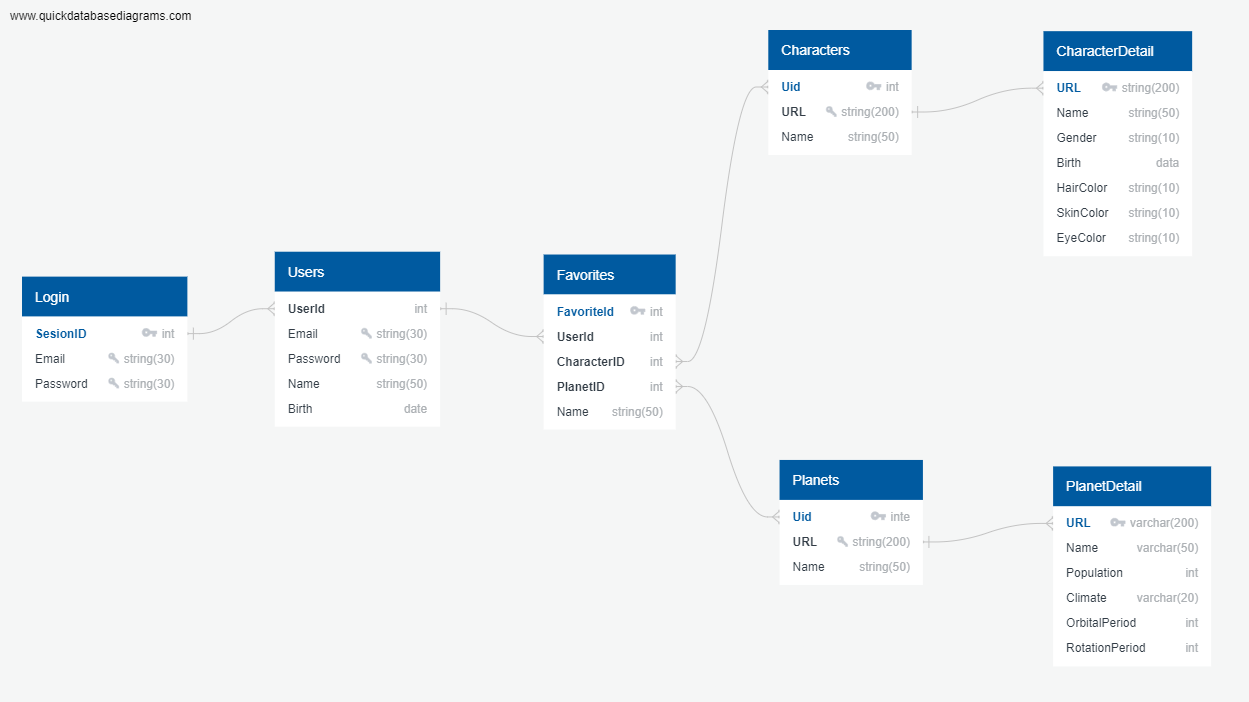 www.quickdatabasediagrams.com
Characters
Uid int
URL string(200)
Name string(50)
CharacterDetail
URL string(200)
Name string(50)
Gender string(10)
Birth data
HairColor string(10)
SkinColor string(10)
EyeColor string(10)
Login
SesionID int
Email string(30)
Password string(30)
Users
UserId int
Email string(30)
Password string(30)
Name string(50)
Birth date
Favorites
FavoriteId int
UserId int
CharacterID int
PlanetID int
Name string(50)
Planets
Uid inte
URL string(200)
Name string(50)
PlanetDetail
URL varchar(200)
Name varchar(50)
Population int
Climate varchar(20)
OrbitalPeriod int
RotationPeriod int